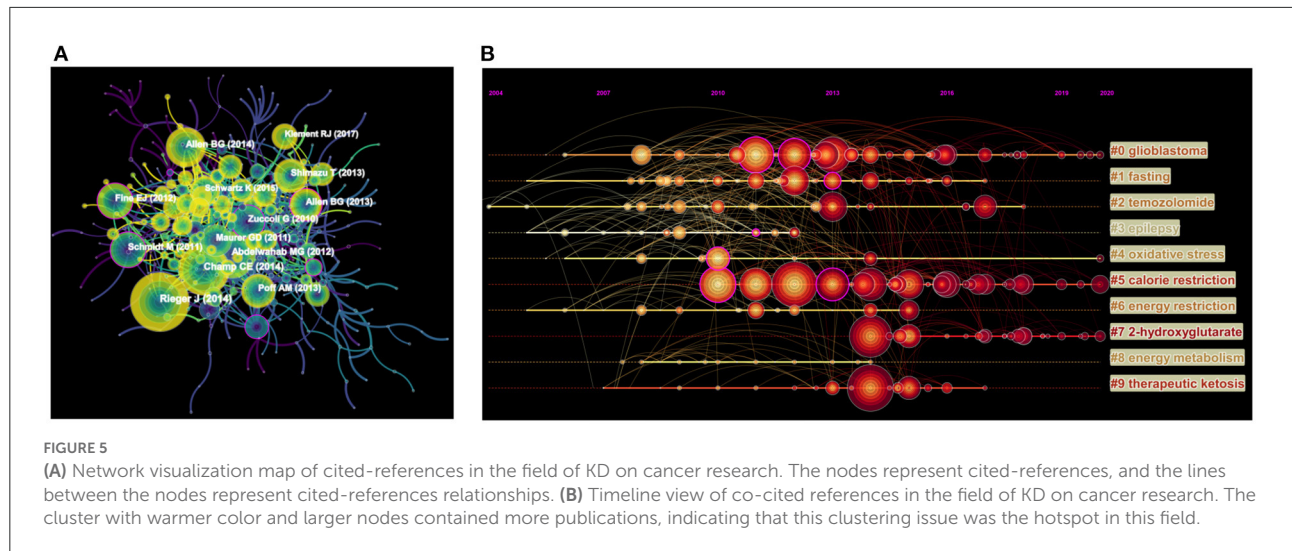 A
B
Allen BG (2014)
Klement RJ (2017)
Shimazu T (2013)
Schwartz K (2015)
Fine EJ (2012)
Allen BG (2013)
Zuccoli G (2010)
Maurer GD (2011)
Schmidt M (2011)
Abdelwahab MG (2012)
Champ CE (2014)
Poff AM (2013)
Rieger J (2014)
2004 2007 2010 2013 2016 2019 2020
#0 glioblastoma
#1 fasting
#2 temozolomide
#3 epilepsy
#4 oxidative stress
#5 calorie restriction
#6 energy restriction
#7 2-hydroxyglutarate
#8 energy metabolism
#9 therapeutic ketosis
FIGURE 5
(A) Network visualization map of cited-references in the field of KD on cancer research. The nodes represent cited-references, and the lines
between the nodes represent cited-references relationships. (B) Timeline view of co-cited references in the field of KD on cancer research. The
cluster with warmer color and larger nodes contained more publications, indicating that this clustering issue was the hotspot in this field.